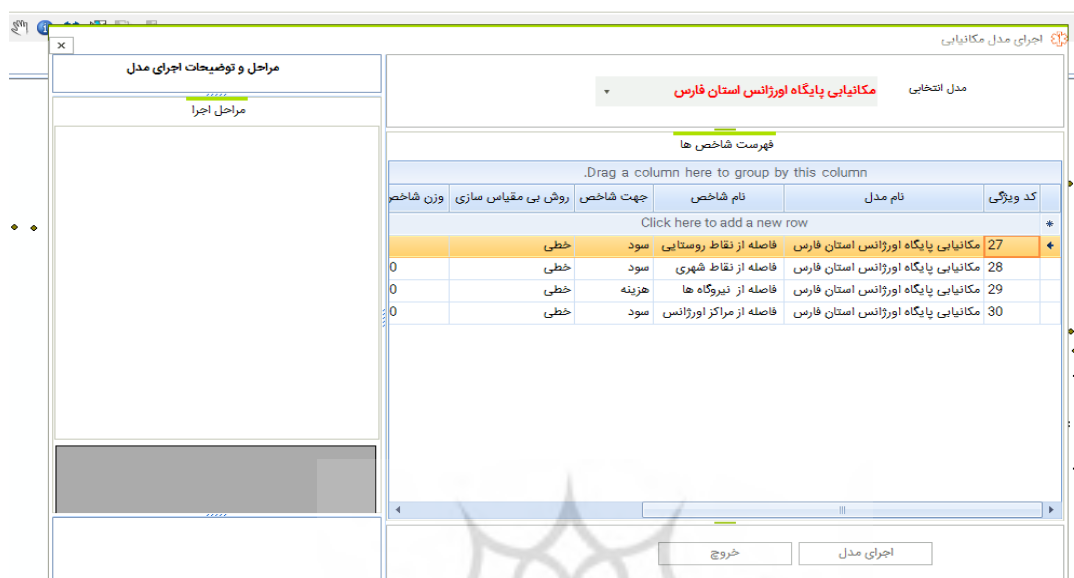 اجرای مدل مکانیابی
مدل انتخابی
مکانیابی پایگاه اورژانس استان فارس
مراحل و توضیحات اجرای مدل
مراحل اجرا
فهرست شاخص ها
.Drag a column here to group by this column
کد ویژگی نام مدل نام شاخص جهت شاخص روش بی مقیاس سازی وزن شاخص
Click here to add a new row
27 مکانیابی پایگاه اورژانس استان فارس فاصله از نقاط روستایی سود خطی
28 مکانیابی پایگاه اورژانس استان فارس فاصله از نقاط شهری سود خطی 0
29 مکانیابی پایگاه اورژانس استان فارس فاصله از نیروگاه ها هزینه خطی 0
30 مکانیابی پایگاه اورژانس استان فارس فاصله از مراکز اورژانس سود خطی 0
اجرای مدل
خروج